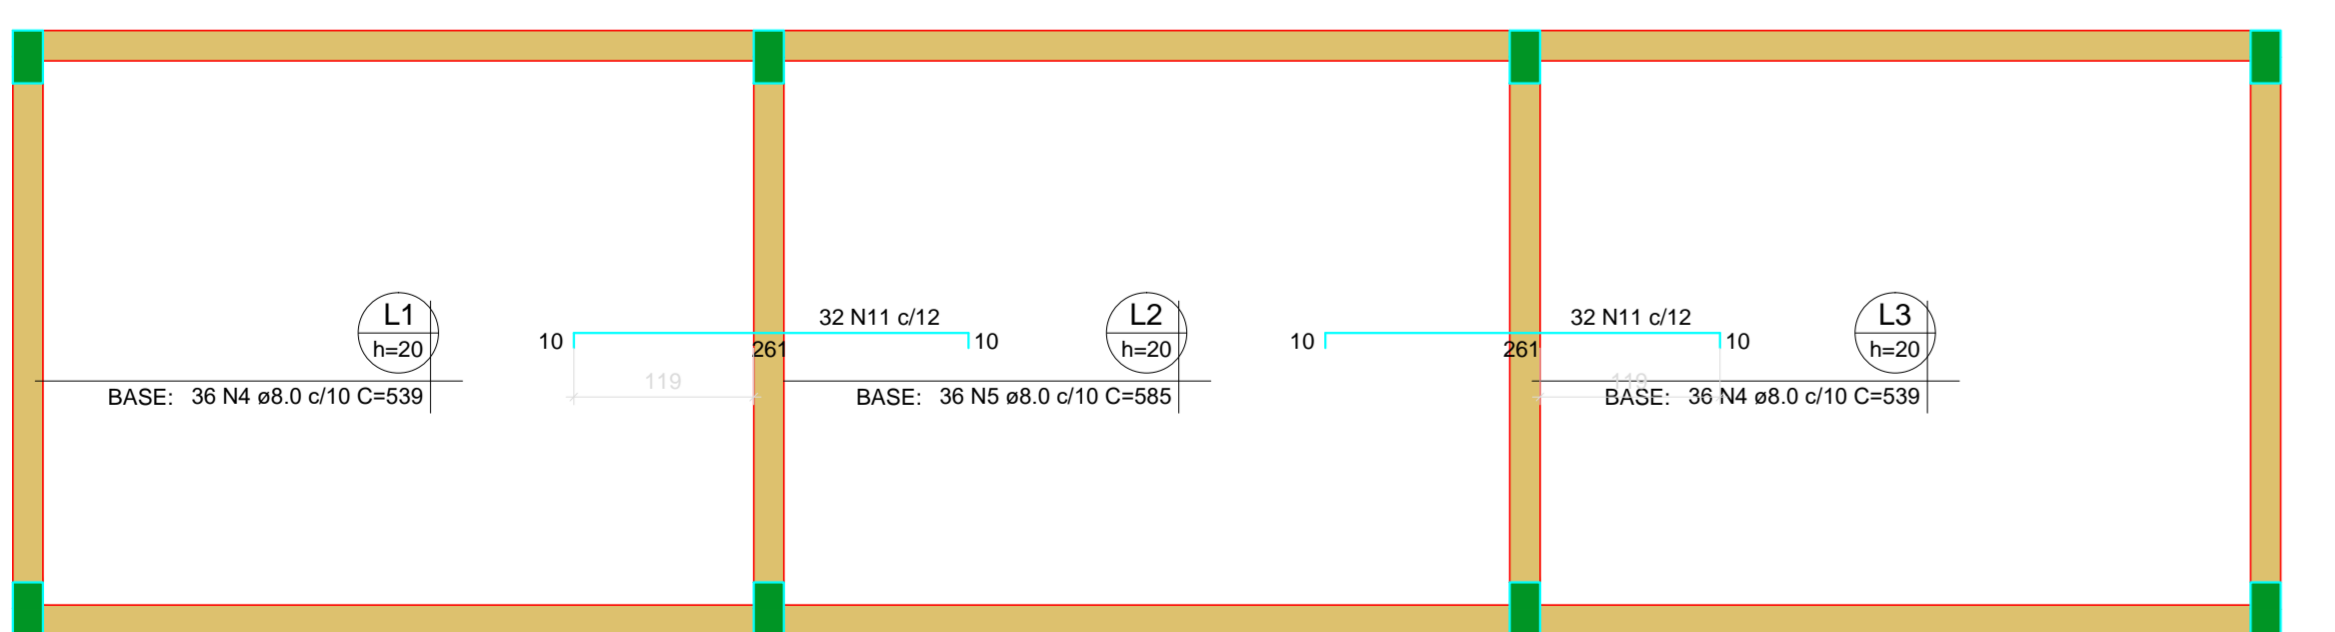 L1
h=20
BASE: 36 N4 ø8.0 c/10 C=539
10
261
32 N11 c/12
10
119
L2
h=20
BASE: 36 N5 ø8.0 c/10 C=585
10
261
32 N11 c/12
10
119
L3
h=20
BASE: 36 N4 ø8.0 c/10 C=539